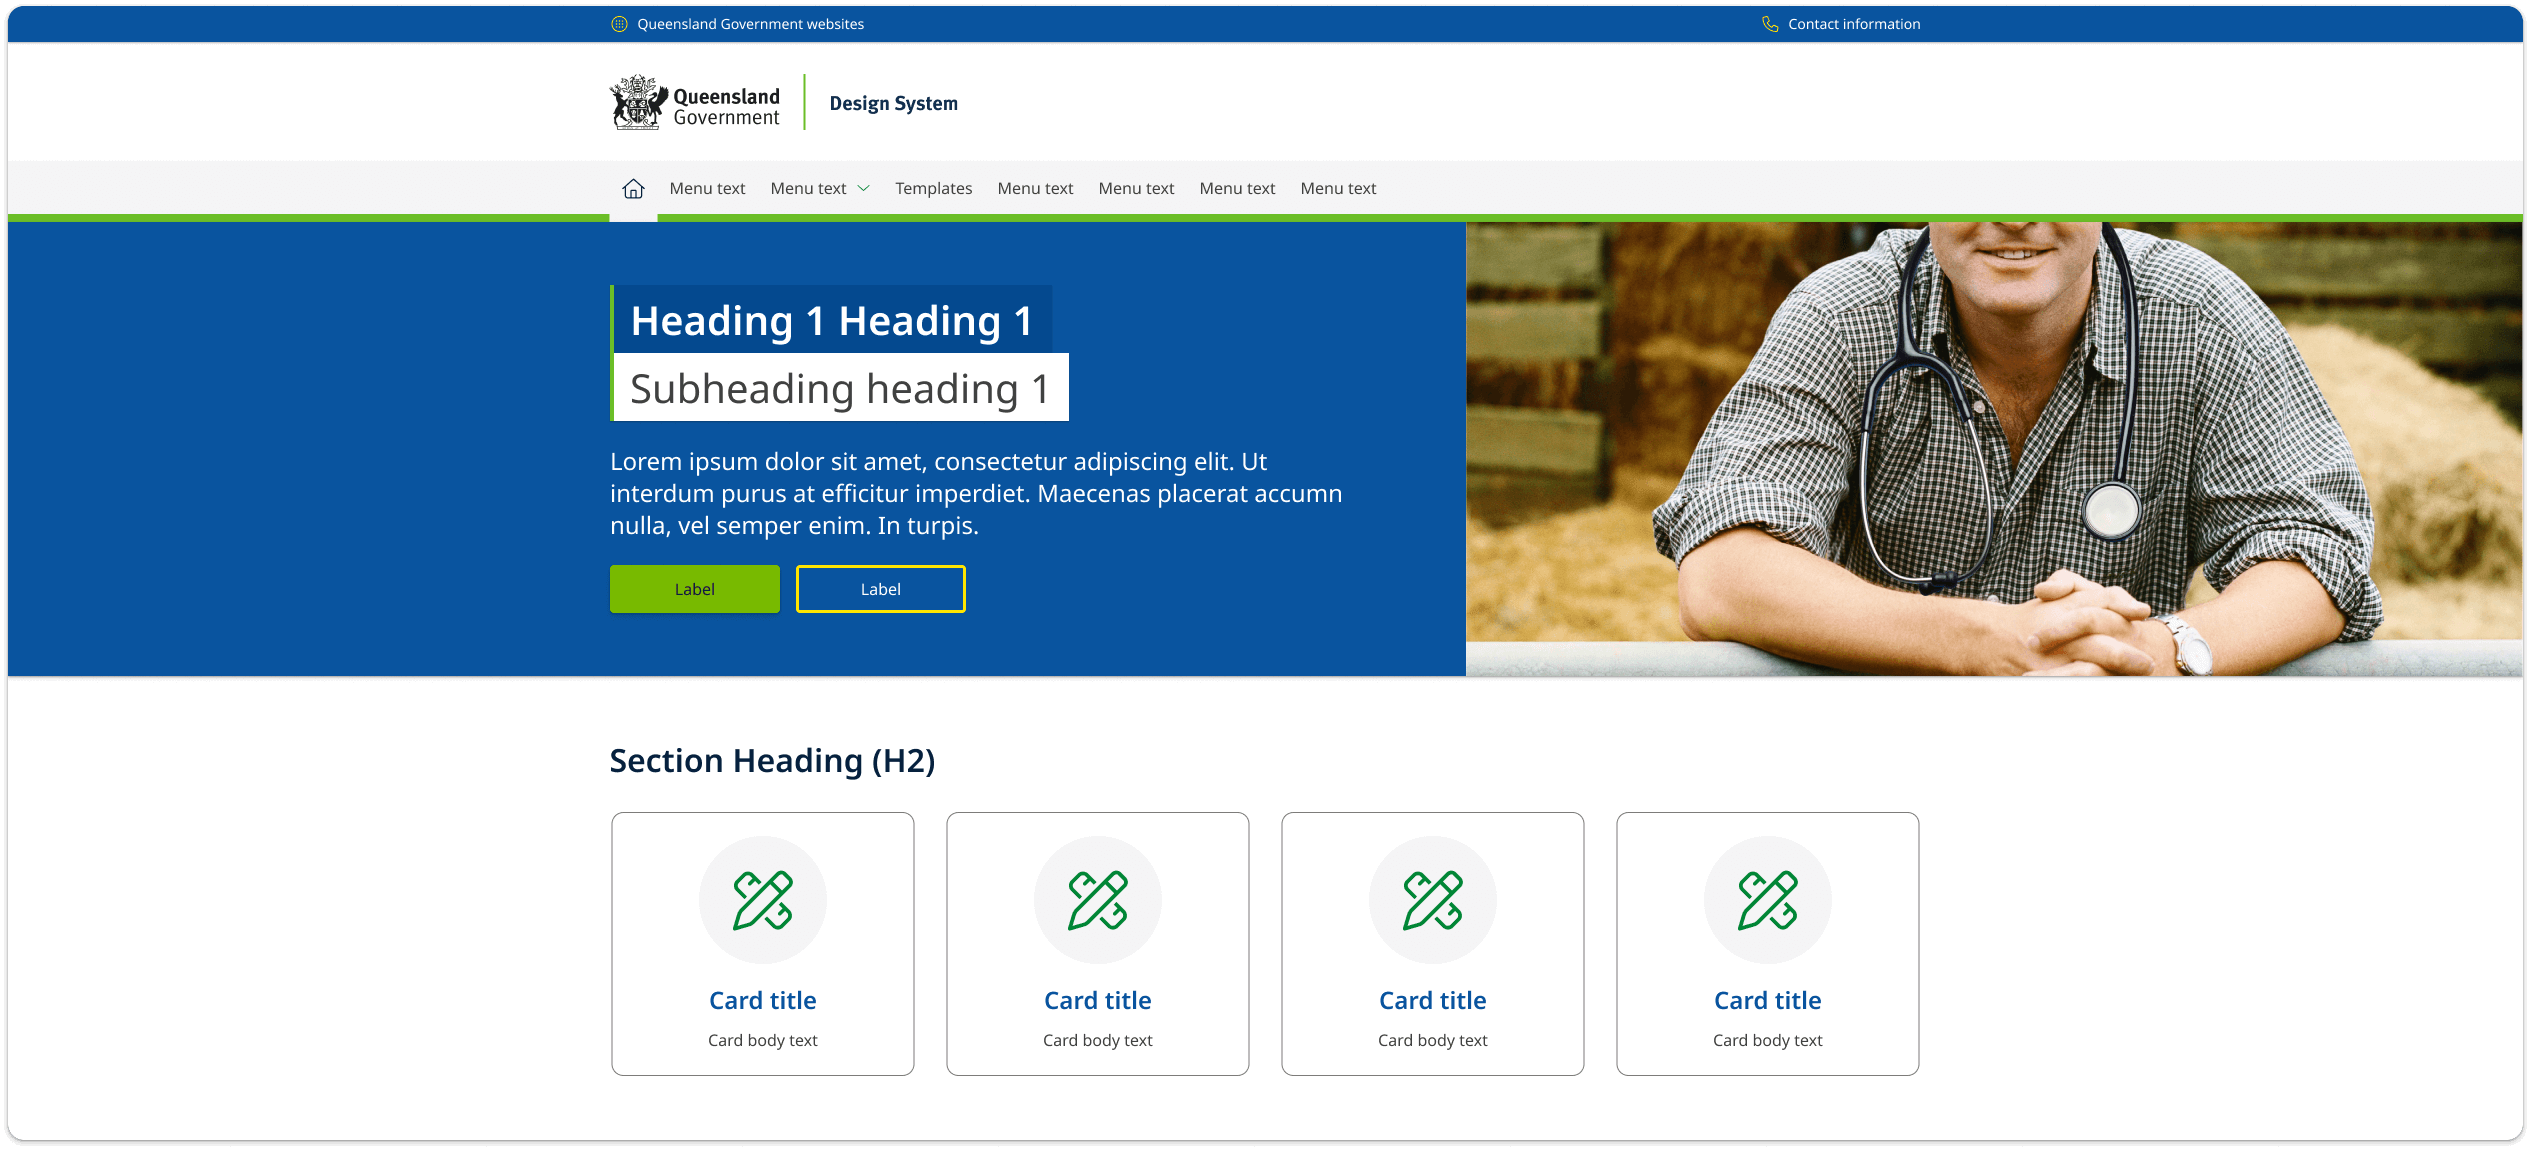 Queensland Government websites
Contact information
Queensland
Government
Design System
Menu text
Menu text
Templates
Menu text
Menu text
Menu text
Menu text
Heading 1 Heading 1
Subheading heading 1
Lorem ipsum dolor sit amet, consectetur adipiscing elit. Ut
interdum purus at efficitur imperdiet. Maecenas placerat accumn
nulla, vel semper enim. In turpis.
Label
Label
Section Heading (H2)
Card title
Card body text
Card title
Card body text
Card title
Card body text
Card title
Card body text